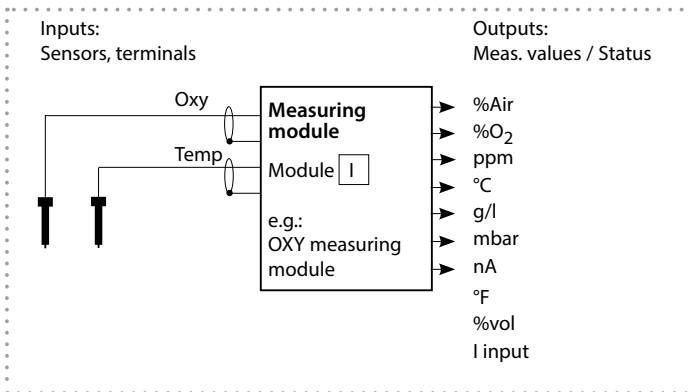 Inputs:
Sensors, terminals
Outputs:
Meas. values / Status
Oxy
Temp
Measuring
module
Module I
e.g.:
OXY measuring
module
%Air
%O₂
ppm
°C
g/l
mbar
nA
°F
%vol
I input